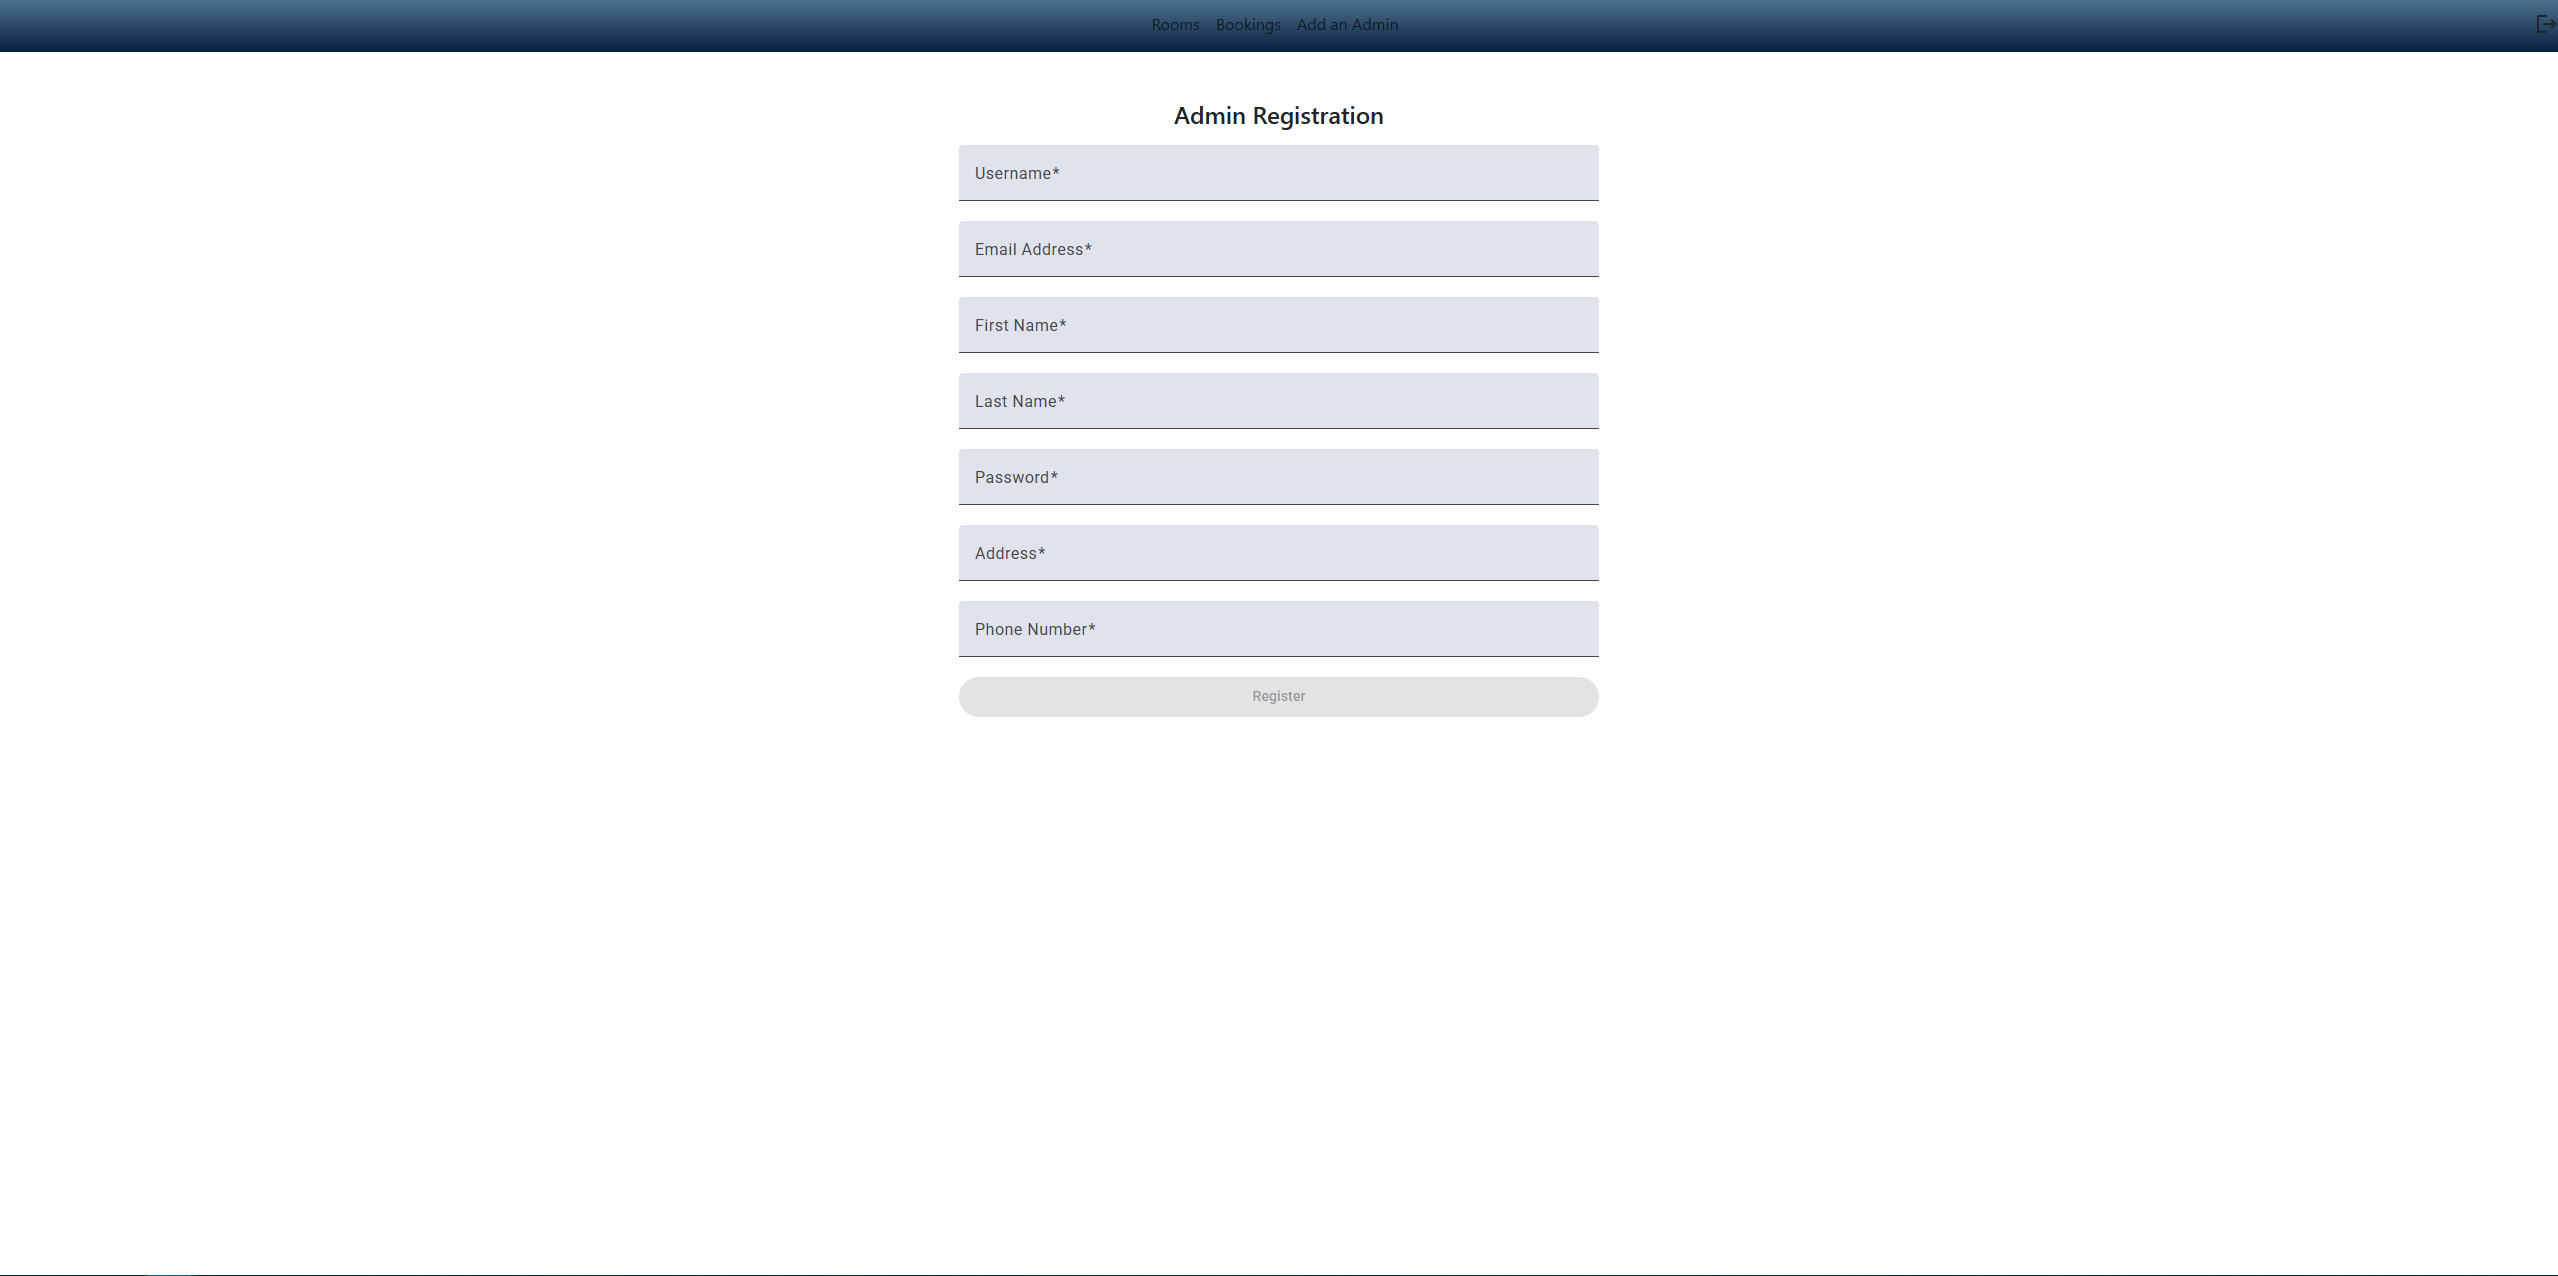 Rooms Bookings Add an Admin
Admin Registration
Username*
Email Address*
First Name*
Last Name*
Password*
Address*
Phone Number*
Register